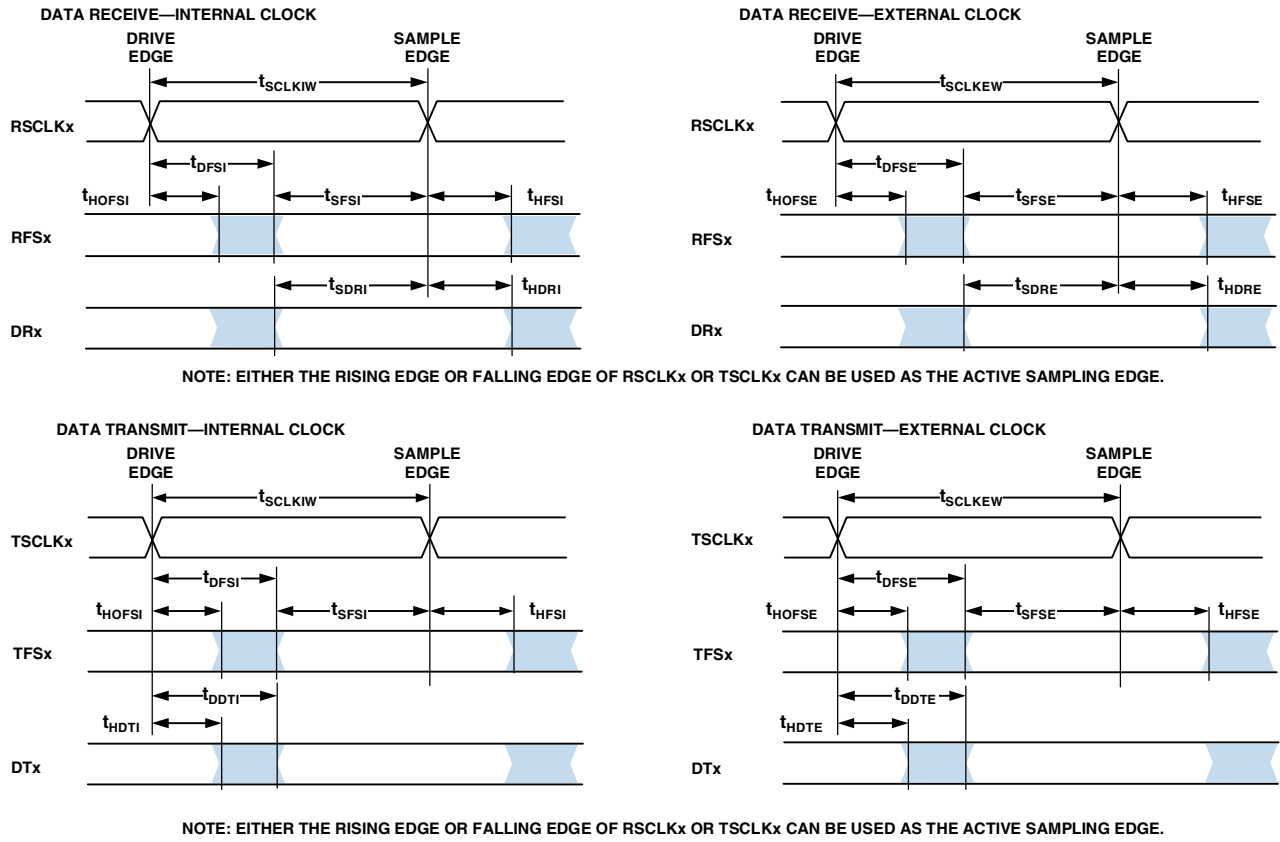 DATA RECEIVE—INTERNAL CLOCK
DRIVE
EDGE
SAMPLE
EDGE
tSCLKIW
RSCLKx
tDFSI
tHOFSI
tSFSI
tHFSI
RFSx
tSDRI
tHDRI
DRx
DATA RECEIVE—EXTERNAL CLOCK
DRIVE
EDGE
SAMPLE
EDGE
tSCLKEW
RSCLKx
tDFSE
tHOFSE
tSFSE
tHFSE
RFSx
tSDRE
tHDRE
DRx
NOTE: EITHER THE RISING EDGE OR FALLING EDGE OF RSCLKx OR TSCLKx CAN BE USED AS THE ACTIVE SAMPLING EDGE.
DATA TRANSMIT—INTERNAL CLOCK
DRIVE
EDGE
SAMPLE
EDGE
tSCLKIW
TSCLKx
tDFSI
tHOFSI
tSFSI
tHFSI
TFSx
tDDTI
tHDTI
DTx
DATA TRANSMIT—EXTERNAL CLOCK
DRIVE
EDGE
SAMPLE
EDGE
tSCLKEW
TSCLKx
tDFSE
tHOFSE
tSFSE
tHFSE
TFSx
tDDTE
tHDTE
DTx
NOTE: EITHER THE RISING EDGE OR FALLING EDGE OF RSCLKx OR TSCLKx CAN BE USED AS THE ACTIVE SAMPLING EDGE.